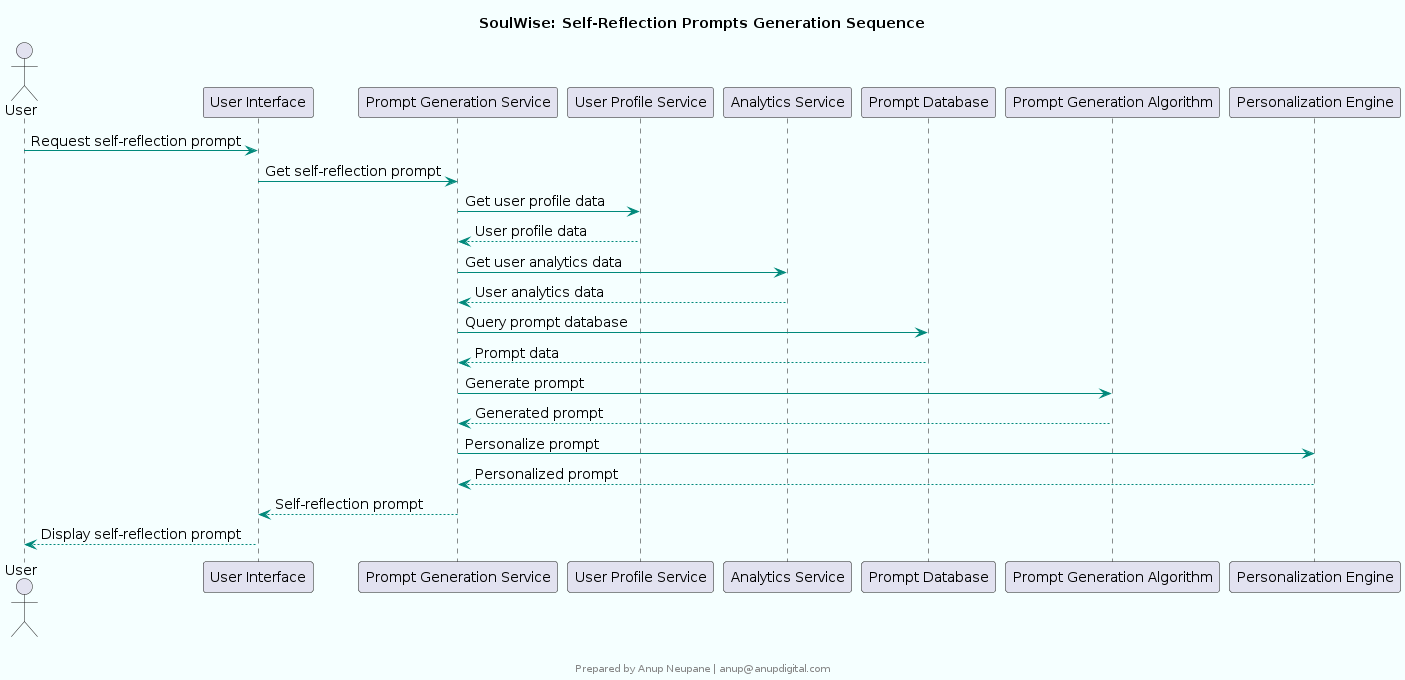 SoulWise: Self-Reflection Prompts Generation Sequence
User
User Interface
Prompt Generation Service
User Profile Service
Analytics Service
Prompt Database
Prompt Generation Algorithm
Personalization Engine
Request self-reflection prompt
Get self-reflection prompt
Get user profile data
User profile data
Get user analytics data
User analytics data
Query prompt database
Prompt data
Generate prompt
Generated prompt
Personalize prompt
Personalized prompt
Self-reflection prompt
Display self-reflection prompt
User
User Interface
Prompt Generation Service
User Profile Service
Analytics Service
Prompt Database
Prompt Generation Algorithm
Personalization Engine
Prepared by Anup Neupane | anup@anupdigital.com